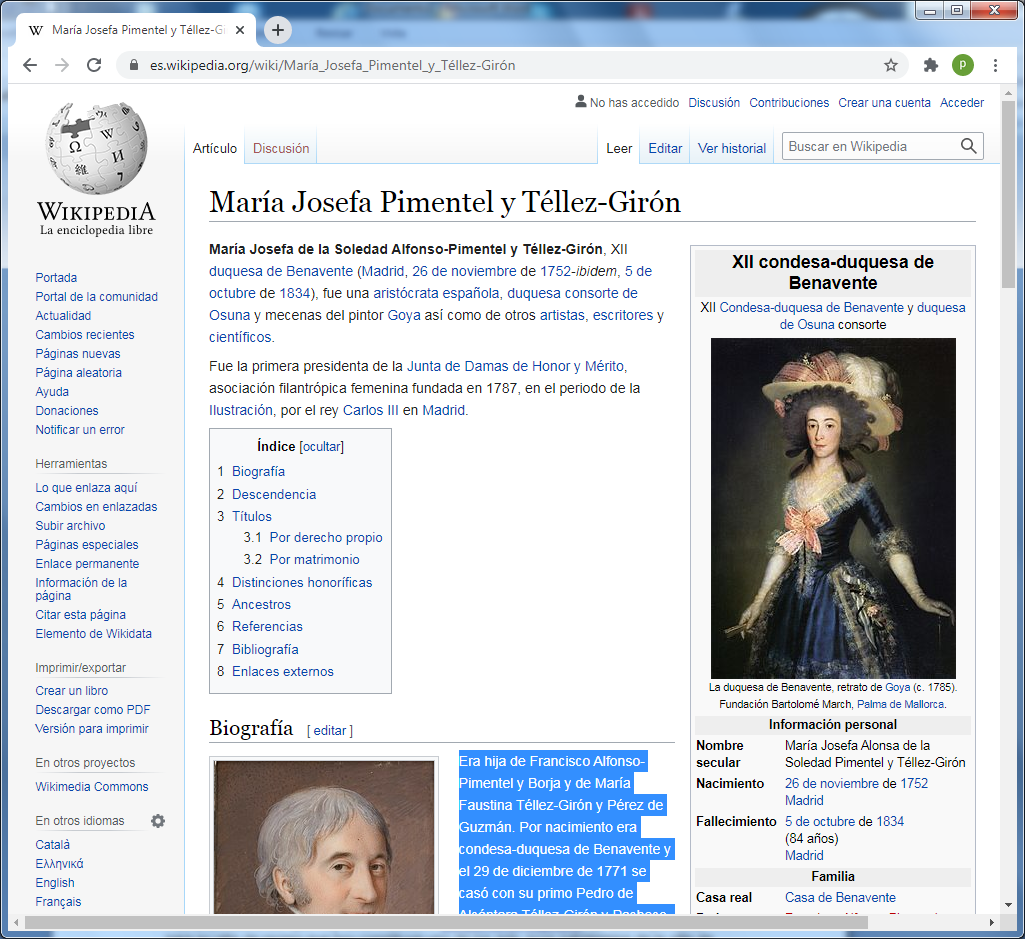 María Josefa Pimentel y Téllez-Gi
es.wikipedia.org/wiki/María_Josefa_Pimentel_y_Téllez-Girón
p
No has accedido Discusión Contribuciones Crear una cuenta Acceder
Artículo Discusión Leer Editar Ver historial Buscar en Wikipedia
WIKIPEDIA
La enciclopedia libre
Portada
Portal de la comunidad
Actualidad
Cambios recientes
Páginas nuevas
Página aleatoria
Ayuda
Donaciones
Notificar un error
Herramientas
Lo que enlaza aquí
Cambios en enlazadas
Subir archivo
Páginas especiales
Enlace permanente
Información de la
página
Citar esta página
Elemento de Wikidata
Imprimir/exportar
Crear un libro
Descargar como PDF
Versión para imprimir
En otros proyectos
Wikimedia Commons
En otros idiomas
Català
Ελληνικά
English
Français
María Josefa Pimentel y Téllez-Girón
María Josefa de la Soledad Alfonso-Pimentel y Téllez-Girón, XII
duquesa de Benavente (Madrid, 26 de noviembre de 1752-ibidem, 5 de
octubre de 1834), fue una aristócrata española, duquesa consorte de
Osuna y mecenas del pintor Goya así como de otros artistas, escritores y
científicos.
Fue la primera presidenta de la Junta de Damas de Honor y Mérito,
asociación filantrópica femenina fundada en 1787, en el periodo de la
Ilustración, por el rey Carlos III en Madrid.
Índice [ocultar]
1 Biografía
2 Descendencia
3 Títulos
3.1 Por derecho propio
3.2 Por matrimonio
4 Distinciones honoríficas
5 Ancestros
6 Referencias
7 Bibliografía
8 Enlaces externos
Biografía [ editar ]
Era hija de Francisco Alfonso-
Pimentel y Borja y de María
Faustina Téllez-Girón y Pérez de
Guzmán. Por nacimiento era
condesa-duquesa de Benavente y
el 29 de diciembre de 1771 se
casó con su primo Pedro de
Alcántara Téllez-Girón y Pacheco
XII condesa-duquesa de
Benavente
XII Condesa-duquesa de Benavente y duquesa
de Osuna consorte
La duquesa de Benavente, retrato de Goya (c. 1785).
Fundación Bartolomé March, Palma de Mallorca.
Información personal
Nombre María Josefa Alonsa de la
secular Soledad Pimentel y Téllez-Girón
Nacimiento 26 de noviembre de 1752
Madrid
Fallecimiento 5 de octubre de 1834
(84 años)
Madrid
Familia
Casa real Casa de Benavente